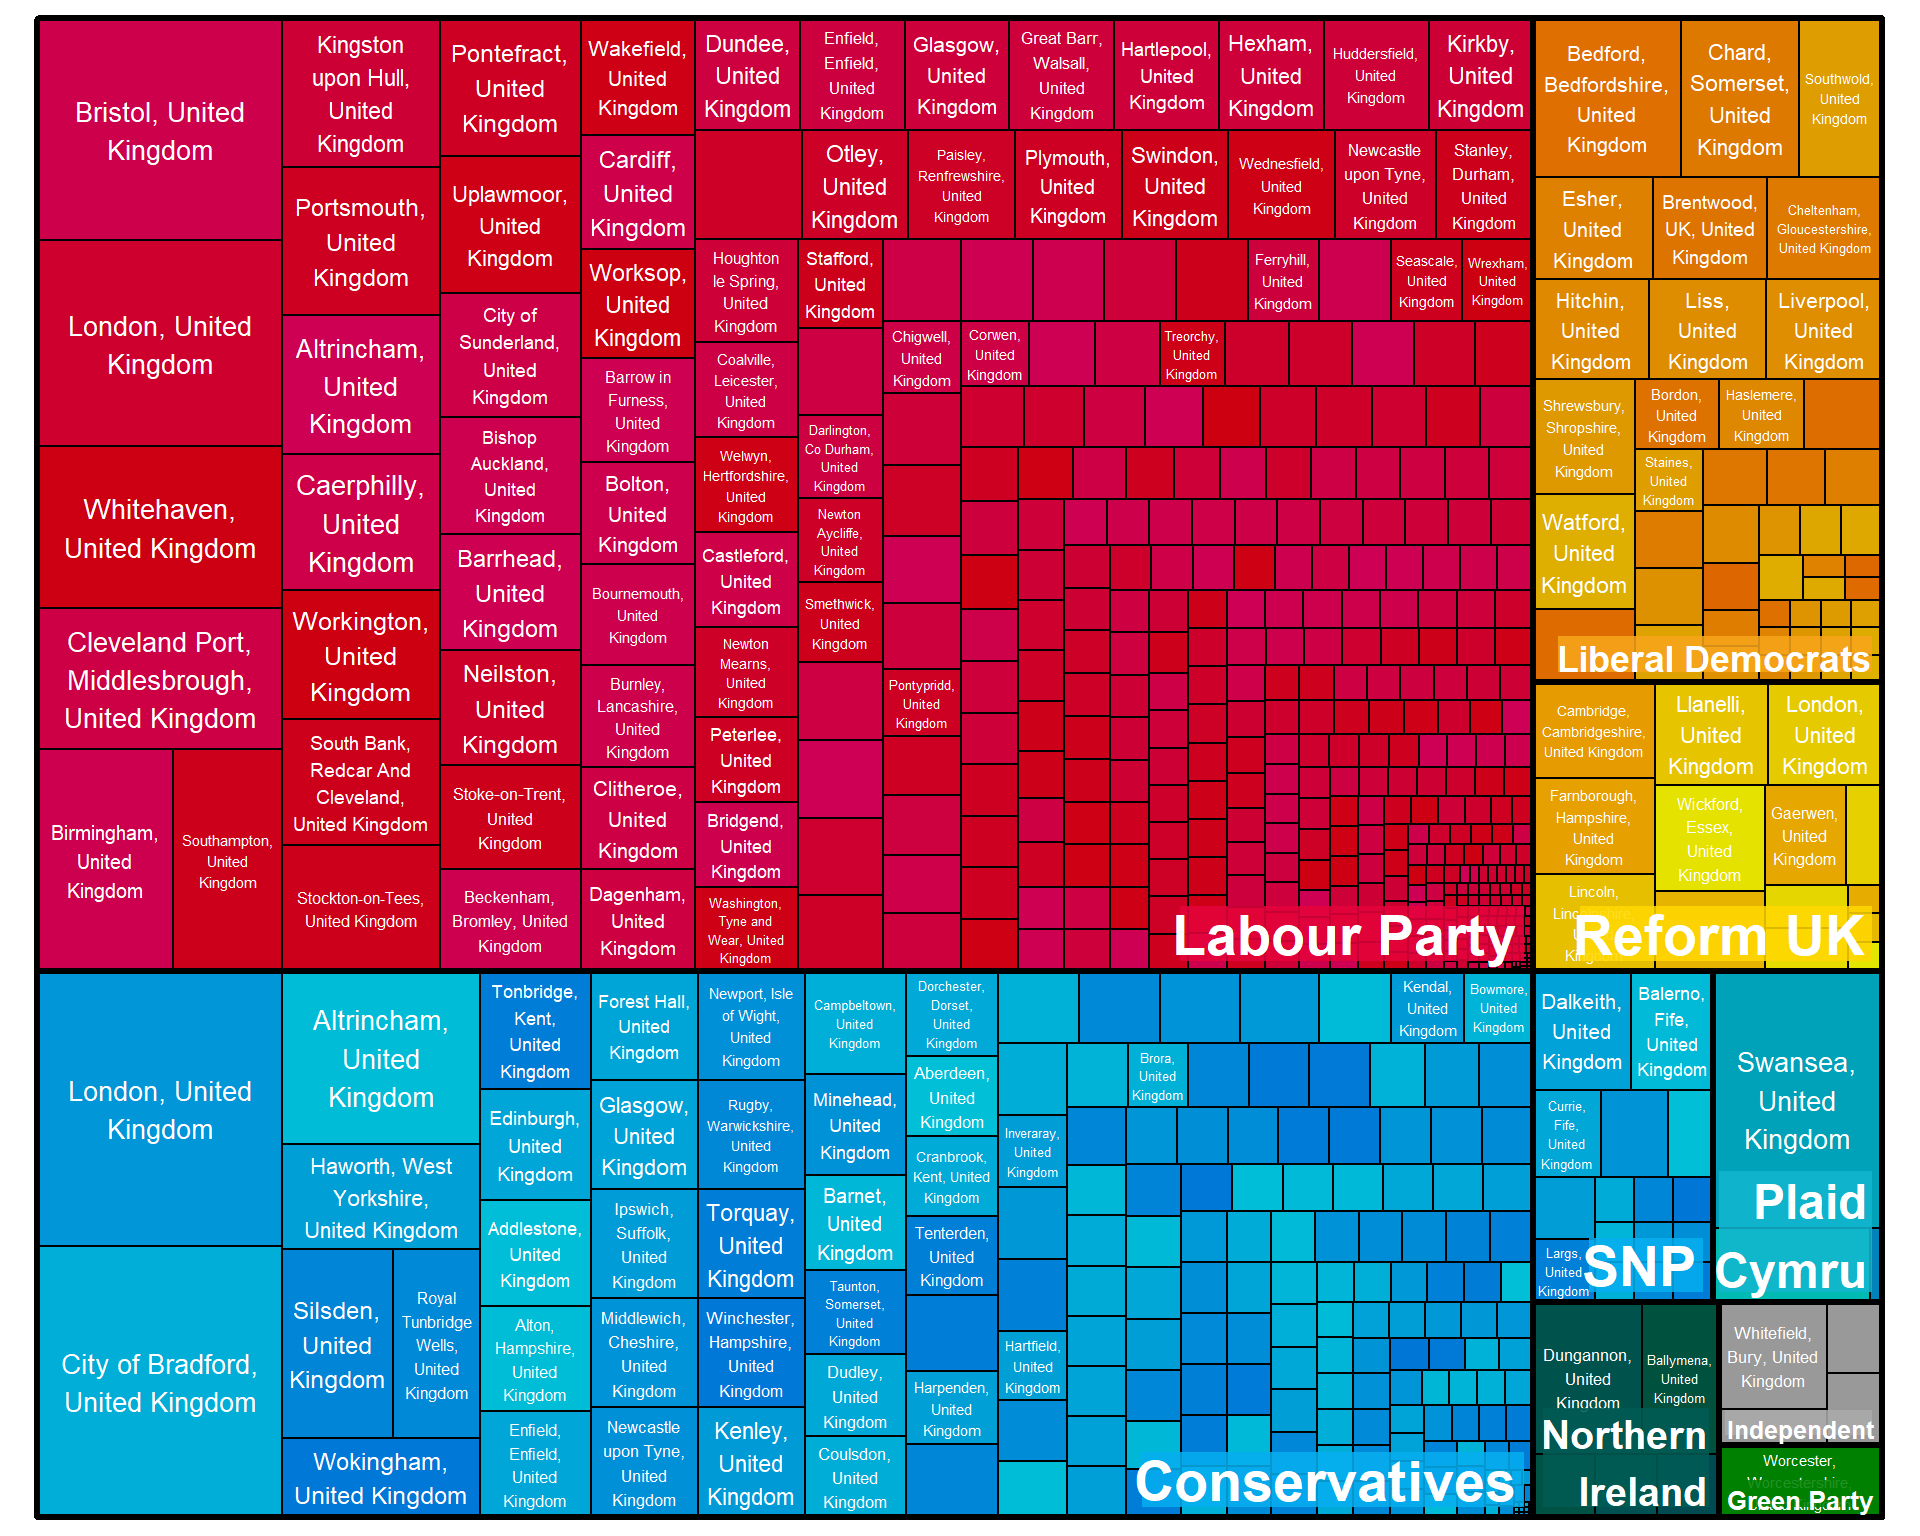 Bristol, United
Kingdom
London, United
Kingdom
Whitehaven,
United Kingdom
Cleveland Port,
Middlesbrough,
United Kingdom
Birmingham,
United
Kingdom
Southampton,
United
Kingdom
Kingston
upon Hull,
United
Kingdom
Portsmouth,
United
Kingdom
Altrincham,
United
Kingdom
Caerphilly,
United
Kingdom
Workington,
United
Kingdom
South Bank,
Redcar And
Cleveland,
United Kingdom
Stockton-on-Tees,
United Kingdom
Pontefract,
United
Kingdom
Uplawmoor,
United
Kingdom
City of
Sunderland,
United
Kingdom
Bishop
Auckland,
United
Kingdom
Barrhead,
United
Kingdom
Neilston,
United
Kingdom
Stoke-on-Trent,
United
Kingdom
Beckenham,
Bromley, United
Kingdom
Wakefield,
United
Kingdom
Cardiff,
United
Kingdom
Worksop,
United
Kingdom
Barrow in
Furness,
United
Kingdom
Bolton,
United
Kingdom
Bournemouth,
United
Kingdom
Burnley,
Lancashire,
United
Kingdom
Clitheroe,
United
Kingdom
Dagenham,
United
Kingdom
Dundee,
United
Kingdom
Enfield,
Enfield,
United
Kingdom
Glasgow,
United
Kingdom
Great Barr,
Walsall,
United
Kingdom
Hartlepool,
United
Kingdom
Hexham,
United
Kingdom
Huddersfield,
United
Kingdom
Kirkby,
United
Kingdom
Otley,
United
Kingdom
Paisley,
Renfrewshire,
United
Kingdom
Plymouth,
United
Kingdom
Swindon,
United
Kingdom
Wednesfield,
United
Kingdom
Newcastle
upon Tyne,
United
Kingdom
Stanley,
Durham,
United
Kingdom
Houghton
le Spring,
United
Kingdom
Coalville,
Leicester,
United
Kingdom
Welwyn,
Hertfordshire,
United
Kingdom
Castleford,
United
Kingdom
Newton
Mearns,
United
Kingdom
Peterlee,
United
Kingdom
Bridgend,
United
Kingdom
Washington,
Tyne and
Wear, United
Kingdom
Stafford,
United
Kingdom
Darlington,
Co Durham,
United
Kingdom
Newton
Aycliffe,
United
Kingdom
Smethwick,
United
Kingdom
Chigwell,
United
Kingdom
Pontypridd,
United
Kingdom
Ferryhill,
United
Kingdom
Seascale,
United
Kingdom
Wrexham,
United
Kingdom
Corwen,
United
Kingdom
Treorchy,
United
Kingdom
Labour Party
Bedford,
Bedfordshire,
United
Kingdom
Chard,
Somerset,
United
Kingdom
Southwold,
United
Kingdom
Esher,
United
Kingdom
Brentwood,
UK, United
Kingdom
Cheltenham,
Gloucestershire,
United Kingdom
Hitchin,
United
Kingdom
Liss,
United
Kingdom
Liverpool,
United
Kingdom
Shrewsbury,
Shropshire,
United
Kingdom
Bordon,
United
Kingdom
Haslemere,
United
Kingdom
Staines,
United
Kingdom
Watford,
United
Kingdom
Liberal Democrats
Cambridge,
Cambridgeshire,
United Kingdom
Farnborough,
Hampshire,
United
Kingdom
Lincoln,
Llanelli,
United
Kingdom
London,
United
Kingdom
Wickford,
Essex,
United
Kingdom
Gaerwen,
United
Kingdom
Reform UK
London, United
Kingdom
City of Bradford,
United Kingdom
Altrincham,
United
Kingdom
Haworth, West
Yorkshire,
United Kingdom
Silsden,
United
Kingdom
Royal
Tunbridge
Wells,
United
Kingdom
Wokingham,
United Kingdom
Tonbridge,
Kent,
United
Kingdom
Edinburgh,
United
Kingdom
Addlestone,
United
Kingdom
Alton,
Hampshire,
United
Kingdom
Enfield,
Enfield,
United
Kingdom
Forest Hall,
United
Kingdom
Glasgow,
United
Kingdom
Ipswich,
Suffolk,
United
Kingdom
Middlewich,
Cheshire,
United
Kingdom
Newcastle
upon Tyne,
United
Kingdom
Newport, Isle
of Wight,
United
Kingdom
Rugby,
Warwickshire,
United
Kingdom
Torquay,
United
Kingdom
Winchester,
Hampshire,
United
Kingdom
Kenley,
United
Kingdom
Campbeltown,
United
Kingdom
Minehead,
United
Kingdom
Barnet,
United
Kingdom
Taunton,
Somerset,
United
Kingdom
Dudley,
United
Kingdom
Coulsdon,
United
Kingdom
Dorchester,
Dorset,
United
Kingdom
Aberdeen,
United
Kingdom
Cranbrook,
Kent, United
Kingdom
Tenterden,
United
Kingdom
Harpenden,
United
Kingdom
Inveraray,
United
Kingdom
Hartfield,
United
Kingdom
Brora,
United
Kingdom
Kendal,
United
Kingdom
Bowmore,
United
Kingdom
Conservatives
Dalkeith,
United
Kingdom
Balerno,
Fife,
United
Kingdom
Currie,
Fife,
United
Kingdom
Largs,
United
Kingdom
SNP
Swansea,
United
Kingdom
Plaid
Cymru
Dungannon,
United
Kingdom
Ballymena,
United
Kingdom
Northern
Ireland
Whitefield,
Bury, United
Kingdom
Independent
Worcester,
Worcestershire,
Green Party